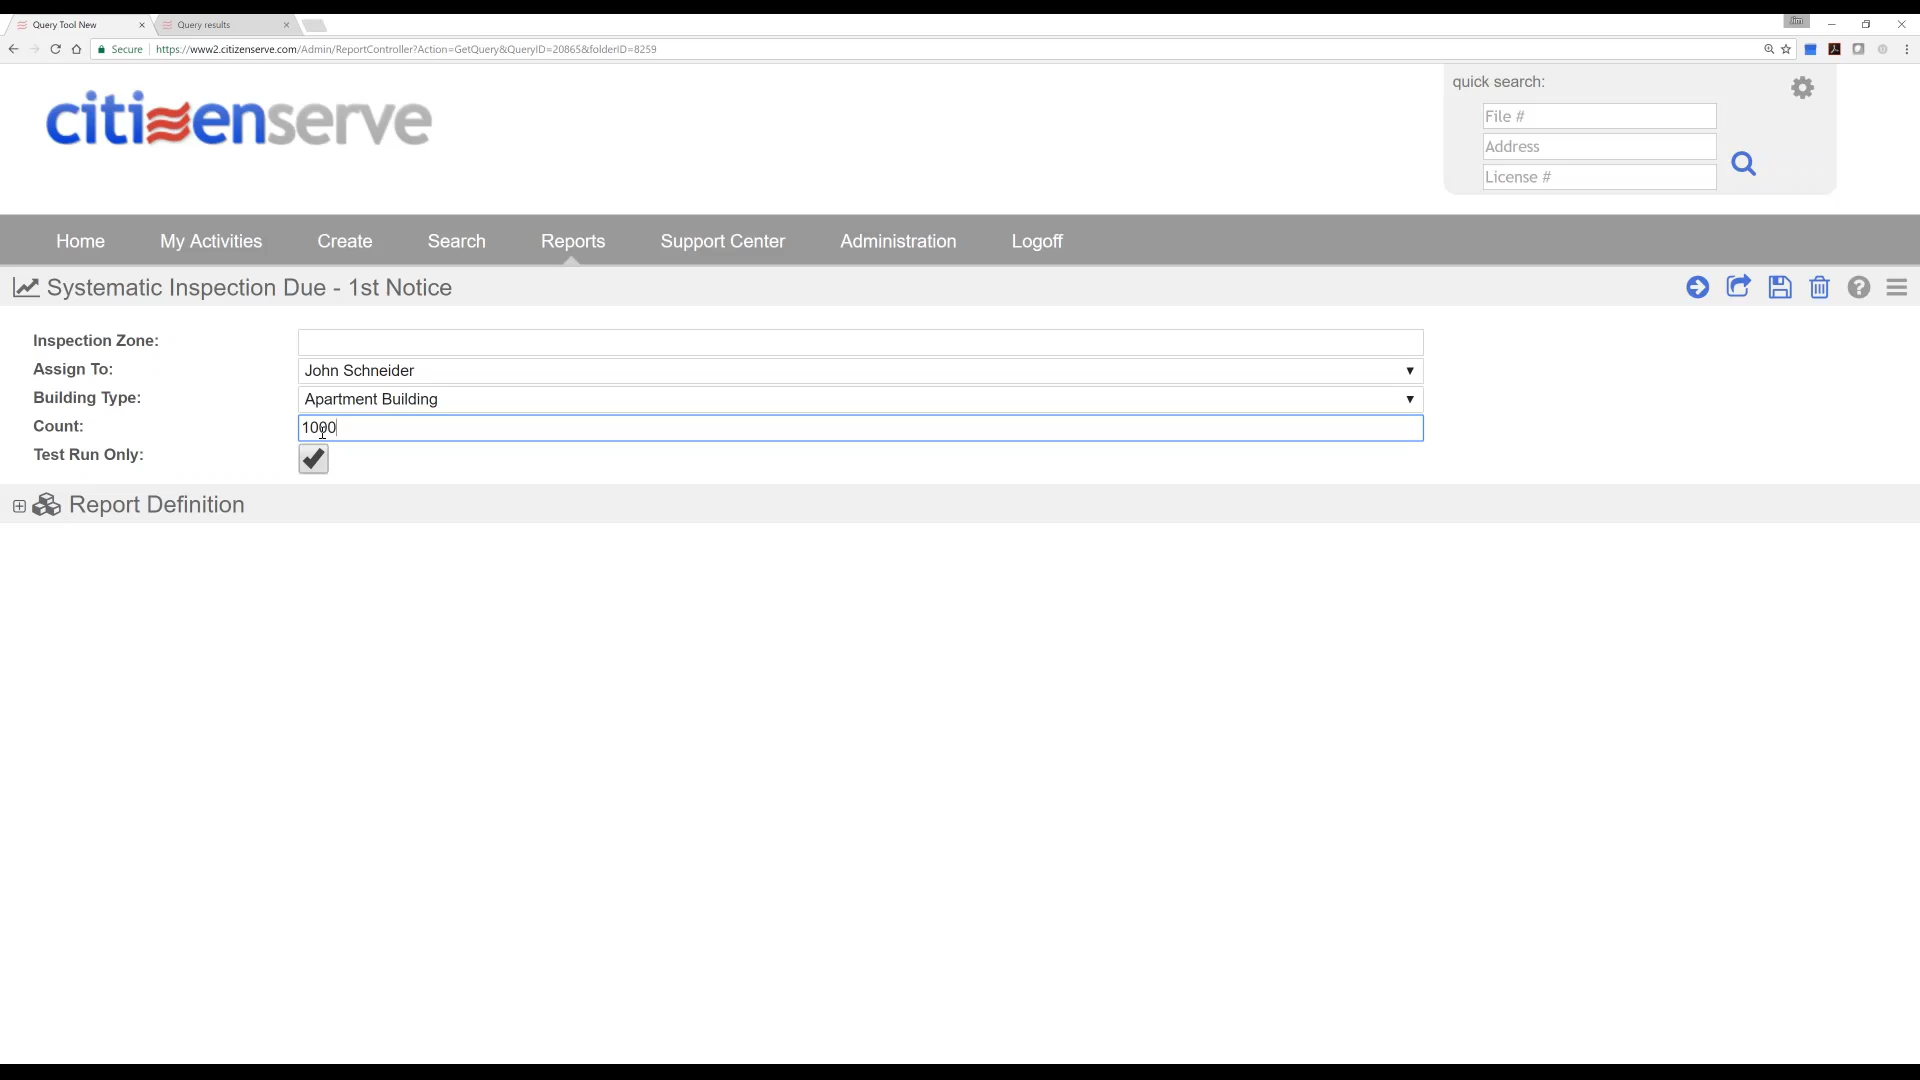 Query Tool New
Query results
Jim
Secure
https://www2.citizenserve.com/Admin/ReportController?Action=GetQuery&QueryID=20865&folderID=8259
citizenserve
quick search:
File #
Address
License #
Home
My Activities
Create
Search
Reports
Support Center
Administration
Logoff
Systematic Inspection Due - 1st Notice
Inspection Zone:
Assign To:
John Schneider
Building Type:
Apartment Building
Count:
1000
Test Run Only:
Report Definition